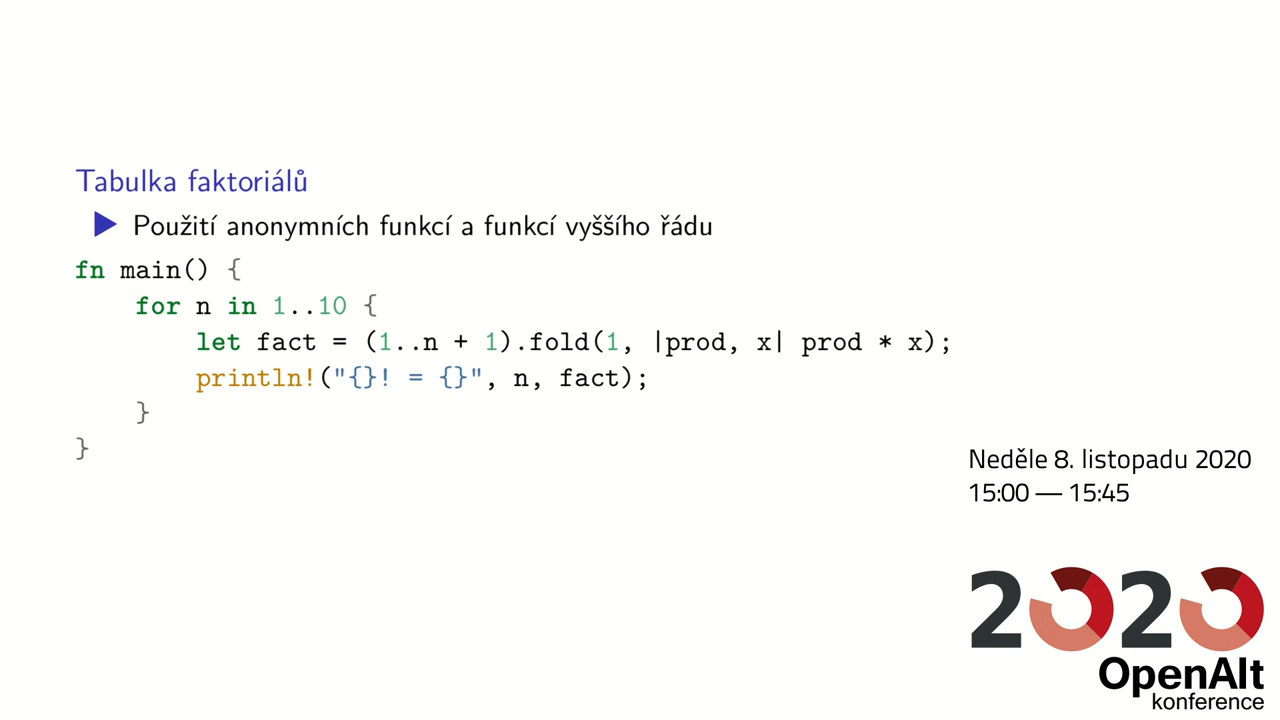 Tabulka faktoriálů
Použití anonymních funkcí a funkcí vyššího řádu
fn main() {
    for n in 1..10 {
        let fact = (1..n + 1).fold(1, |prod, x| prod * x);
        println!("{}! = {}", n, fact);
    }
}
Neděle 8. listopadu 2020
15:00 — 15:45
2020
OpenAlt
konference